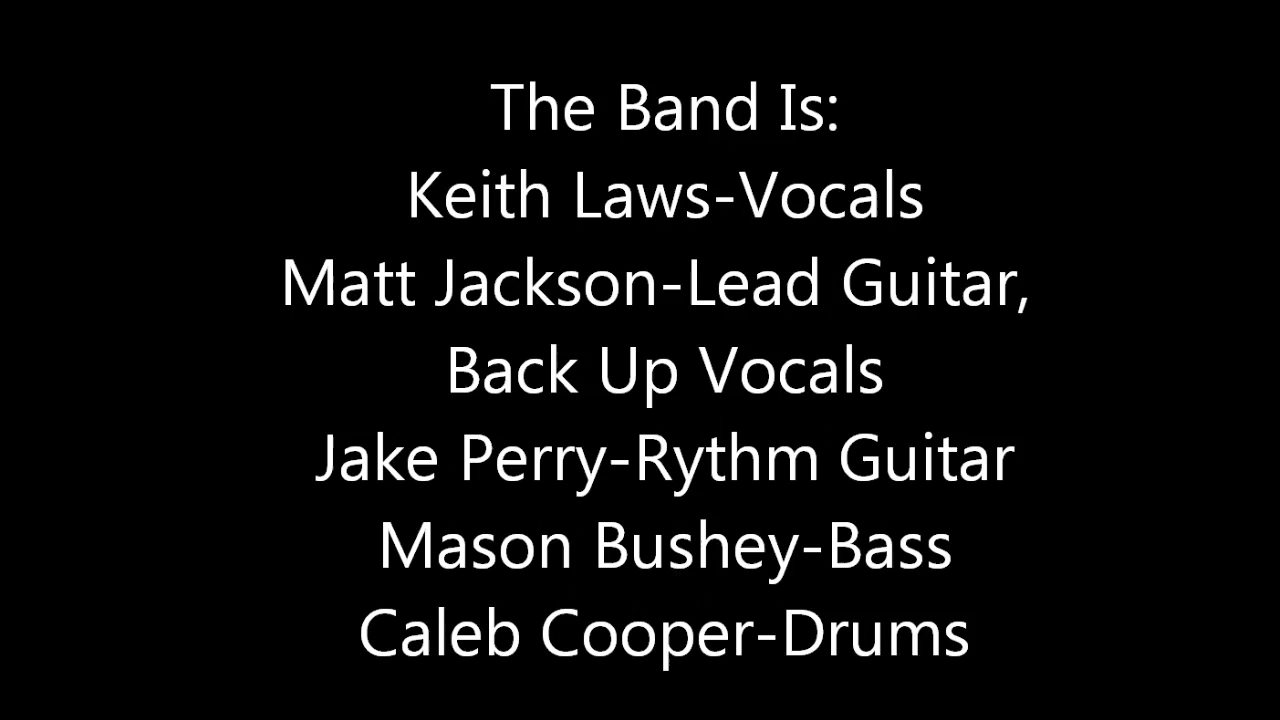 The Band Is:
Keith Laws-Vocals
Matt Jackson-Lead Guitar,
Back Up Vocals
Jake Perry-Rythm Guitar
Mason Bushey-Bass
Caleb Cooper-Drums